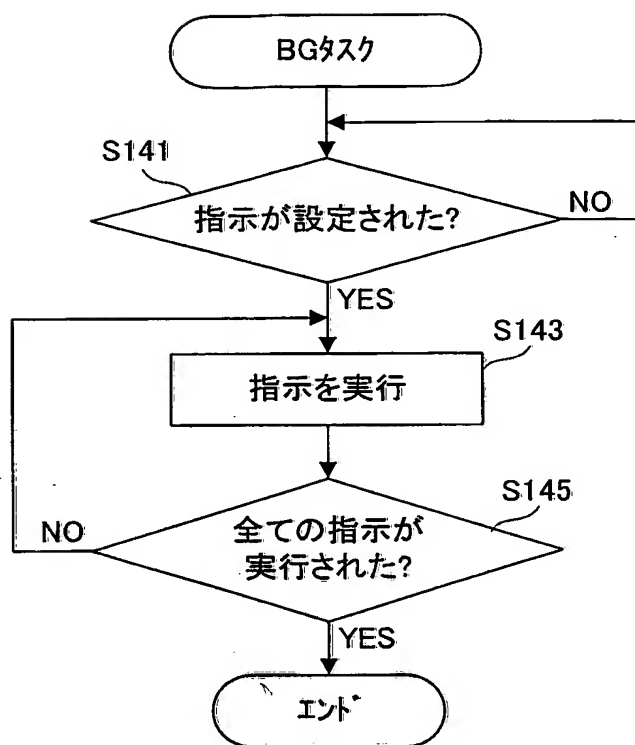 BGタスク
S141
指示が設定された?
NO
YES
S143
指示を実行
S145
全ての指示が
実行された?
NO
YES
エンド